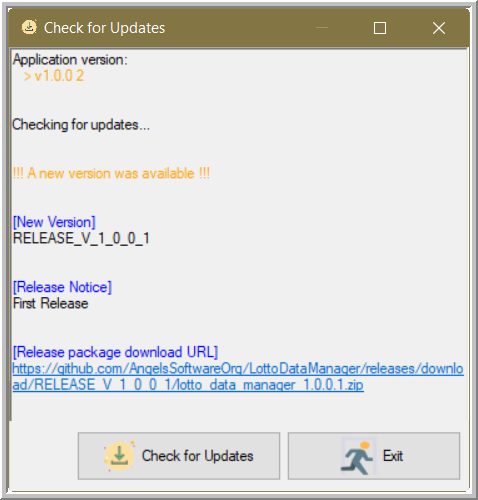 Check for Updates
Application version:
> v1.0.0 2
Checking for updates...
!!! A new version was available !!!
[New Version]
RELEASE_V_1_0_0_1
[Release Notice]
First Release
[Release package download URL]
https://github.com/AngelsSoftwareOrg/LottoDataManager/releases/downlo
ad/RELEASE_V_1_0_0_1/lotto_data_manager_1.0.0.1.zip
Check for Updates
Exit